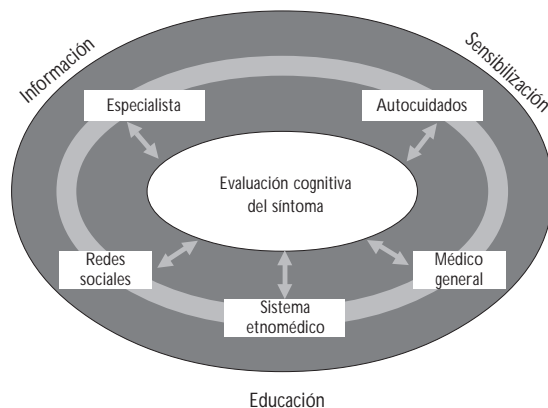 Información
Sensibilización
Especialista
Autocuidados
Evaluación cognitiva
del síntoma
Redes
sociales
Médico
general
Sistema
etnomédico
Educación